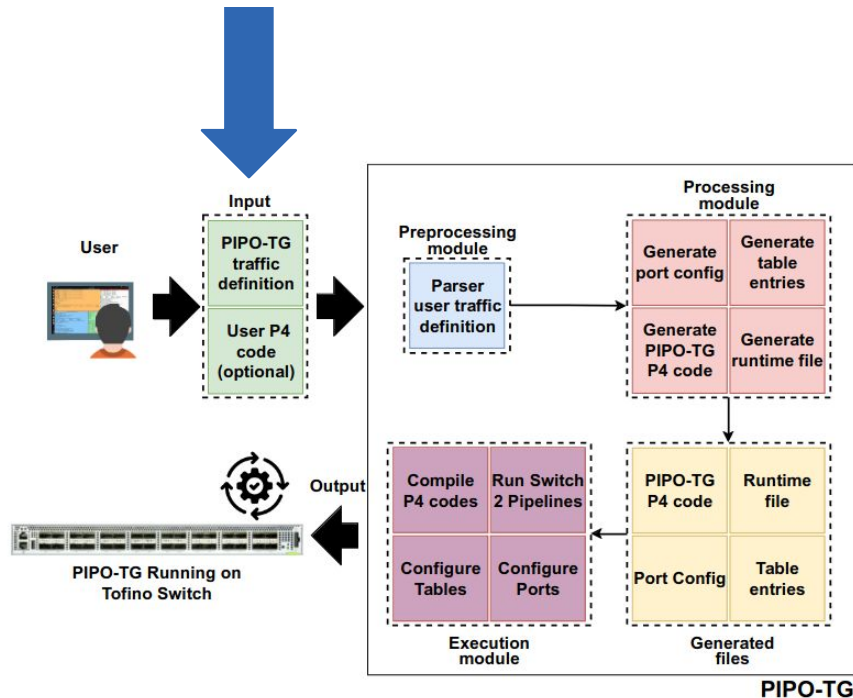 User
Input
PIPO-TG
traffic
definition
User P4
code
(optional)
Preprocessing
module
Parser
user traffic
definition
Processing
module
Generate
port config
Generate
table
entries
Generate
PIPO-TG
P4 code
Generate
runtime file
PIPO-TG
P4 code
Runtime
file
Port Config
Table
entries
Generated
files
Compile
P4 codes
Run Switch
2 Pipelines
Configure
Tables
Configure
Ports
Execution
module
Output
PIPO-TG Running on
Tofino Switch
PIPO-TG